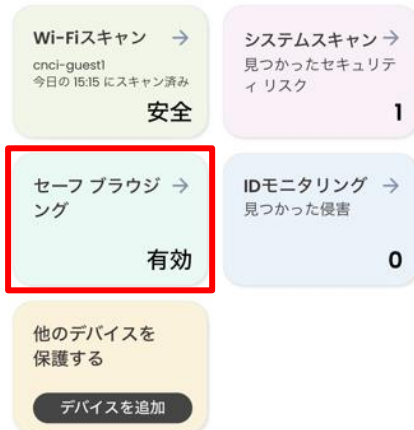 Wi-Fiスキャン
cnci-guest1
今日の 15:15 にスキャン済み
安全
システムスキャン
見つかったセキュリテ
ィ リスク
1
セーフ ブラウジ
ング
有効
IDモニタリング
見つかった侵害
0
他のデバイスを
保護する
デバイスを追加